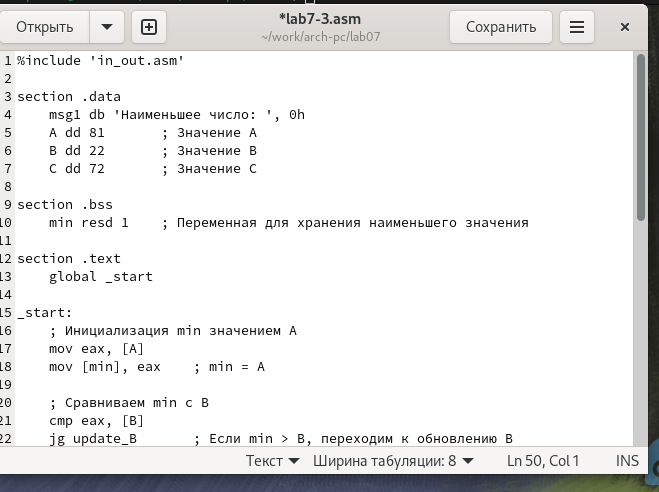 Открыть
*lab7-3.asm
~/work/arch-pc/lab07
Сохранить
1 %include 'in_out.asm'
2
3 section .data
4     msg1 db 'Наименьшее число: ', 0h
5     A dd 81       ; Значение A
6     B dd 22       ; Значение B
7     C dd 72       ; Значение C
8
9 section .bss
10     min resd 1    ; Переменная для хранения наименьшего значения
11
12 section .text
13     global _start
14
15 _start:
16     ; Инициализация min значением A
17     mov eax, [A]
18     mov [min], eax    ; min = A
19
20     ; Сравниваем min с B
21     cmp eax, [B]
22     jg update_B       ; Если min > B, переходим к обновлению B
Текст Ширина табуляции: 8 Ln 50, Col 1 INS